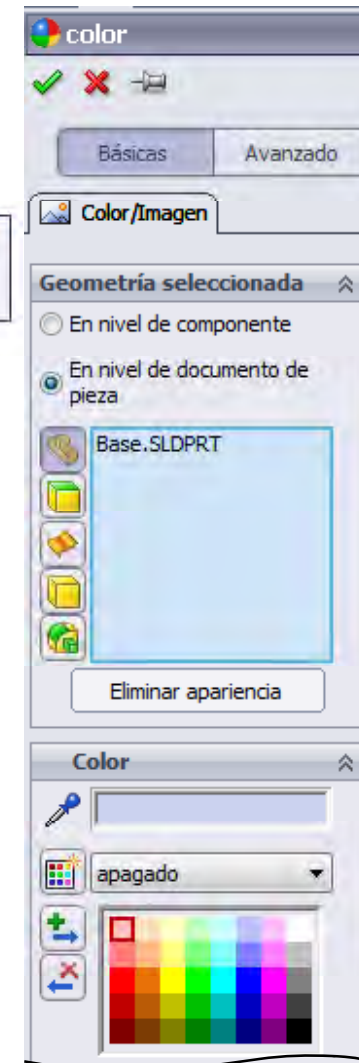 color
Básicas Avanzado
Color/Imagen
Geometría seleccionada
En nivel de componente
En nivel de documento de
pieza
Base.SLDPRT
Eliminar apariencia
Color
apagado